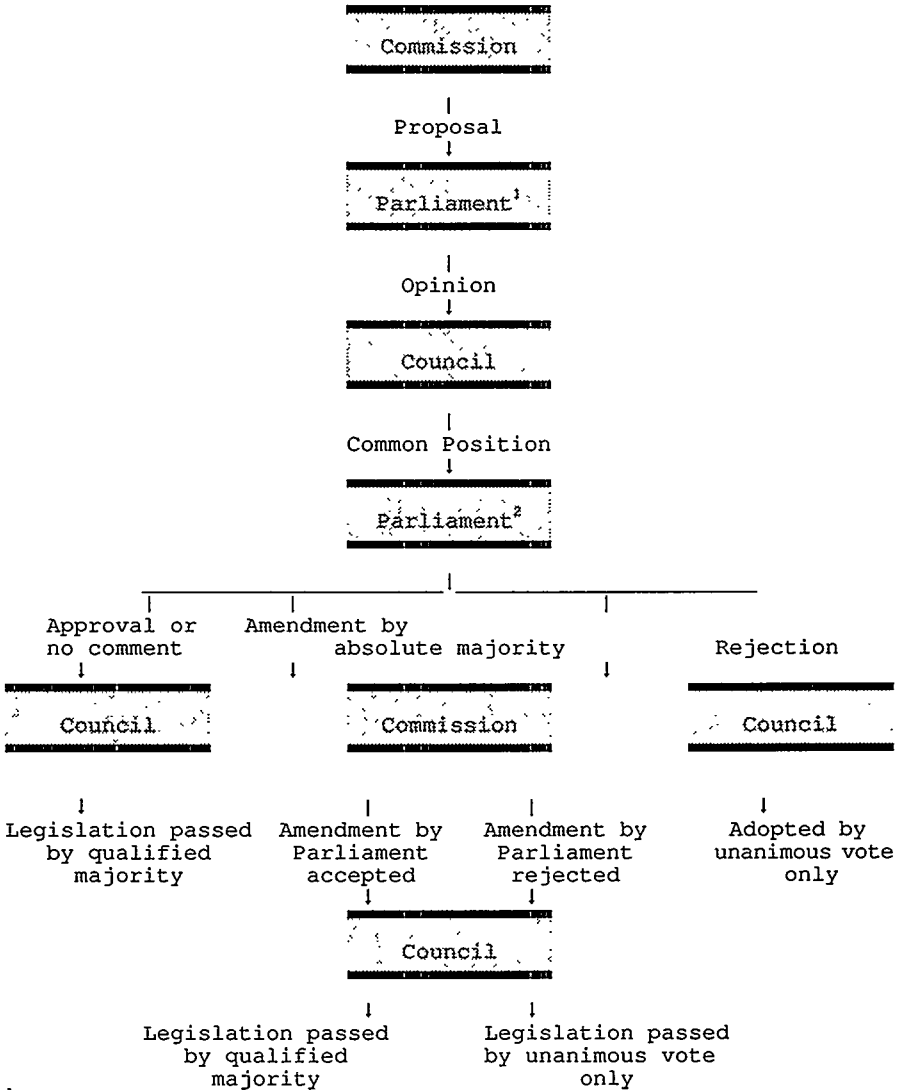 Commission
Proposal
Parliament¹
Opinion
Council
Common Position
Parliament²
Approval or
no comment
Amendment by
absolute majority
Rejection
Council
Commission
Council
Legislation passed
by qualified
majority
Amendment by
Parliament
accepted
Amendment by
Parliament
rejected
Adopted by
unanimous vote
only
Council
Legislation passed
by qualified
majority
Legislation passed
by unanimous vote
only